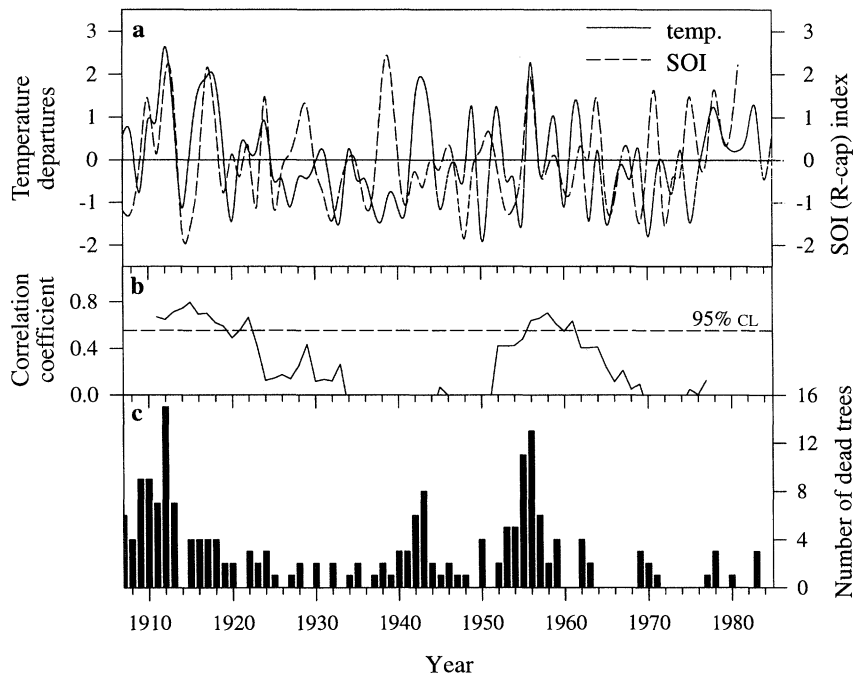 a
temp.
SOI
3
2
1
0
-1
-2
Temperature
departures
3
2
1
0
-1
-2
SOI (R-cap) index
b
95% CL
0.8
0.4
0.0
Correlation
coefficient
c
16
12
8
4
0
Number of dead trees
1910 1920 1930 1940 1950 1960 1970 1980
Year